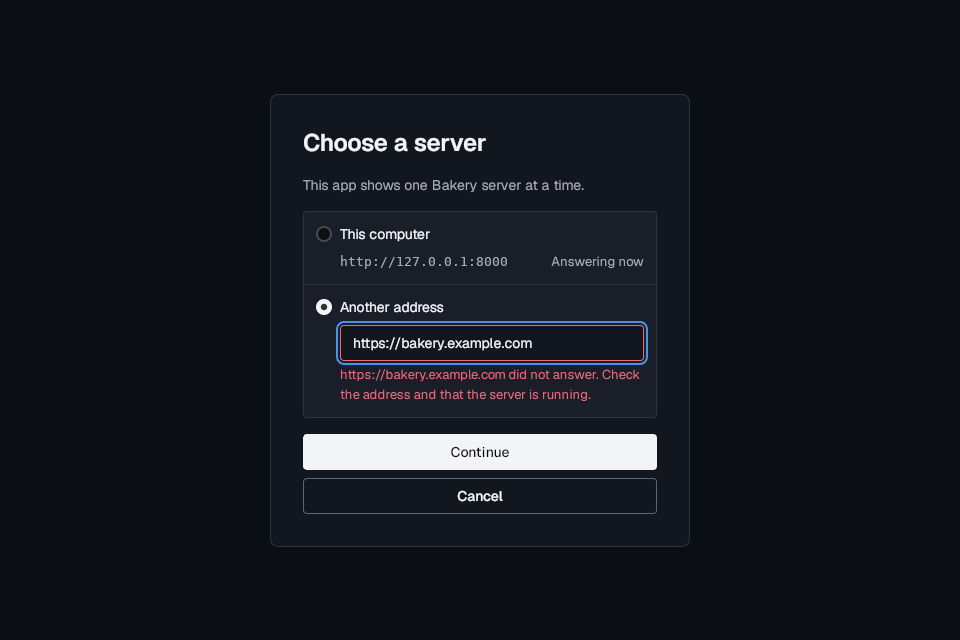 Choose a server
This app shows one Bakery server at a time.
This computer
http://127.0.0.1:8000 Answering now
Another address
https://bakery.example.com
https://bakery.example.com did not answer. Check
the address and that the server is running.
Continue
Cancel